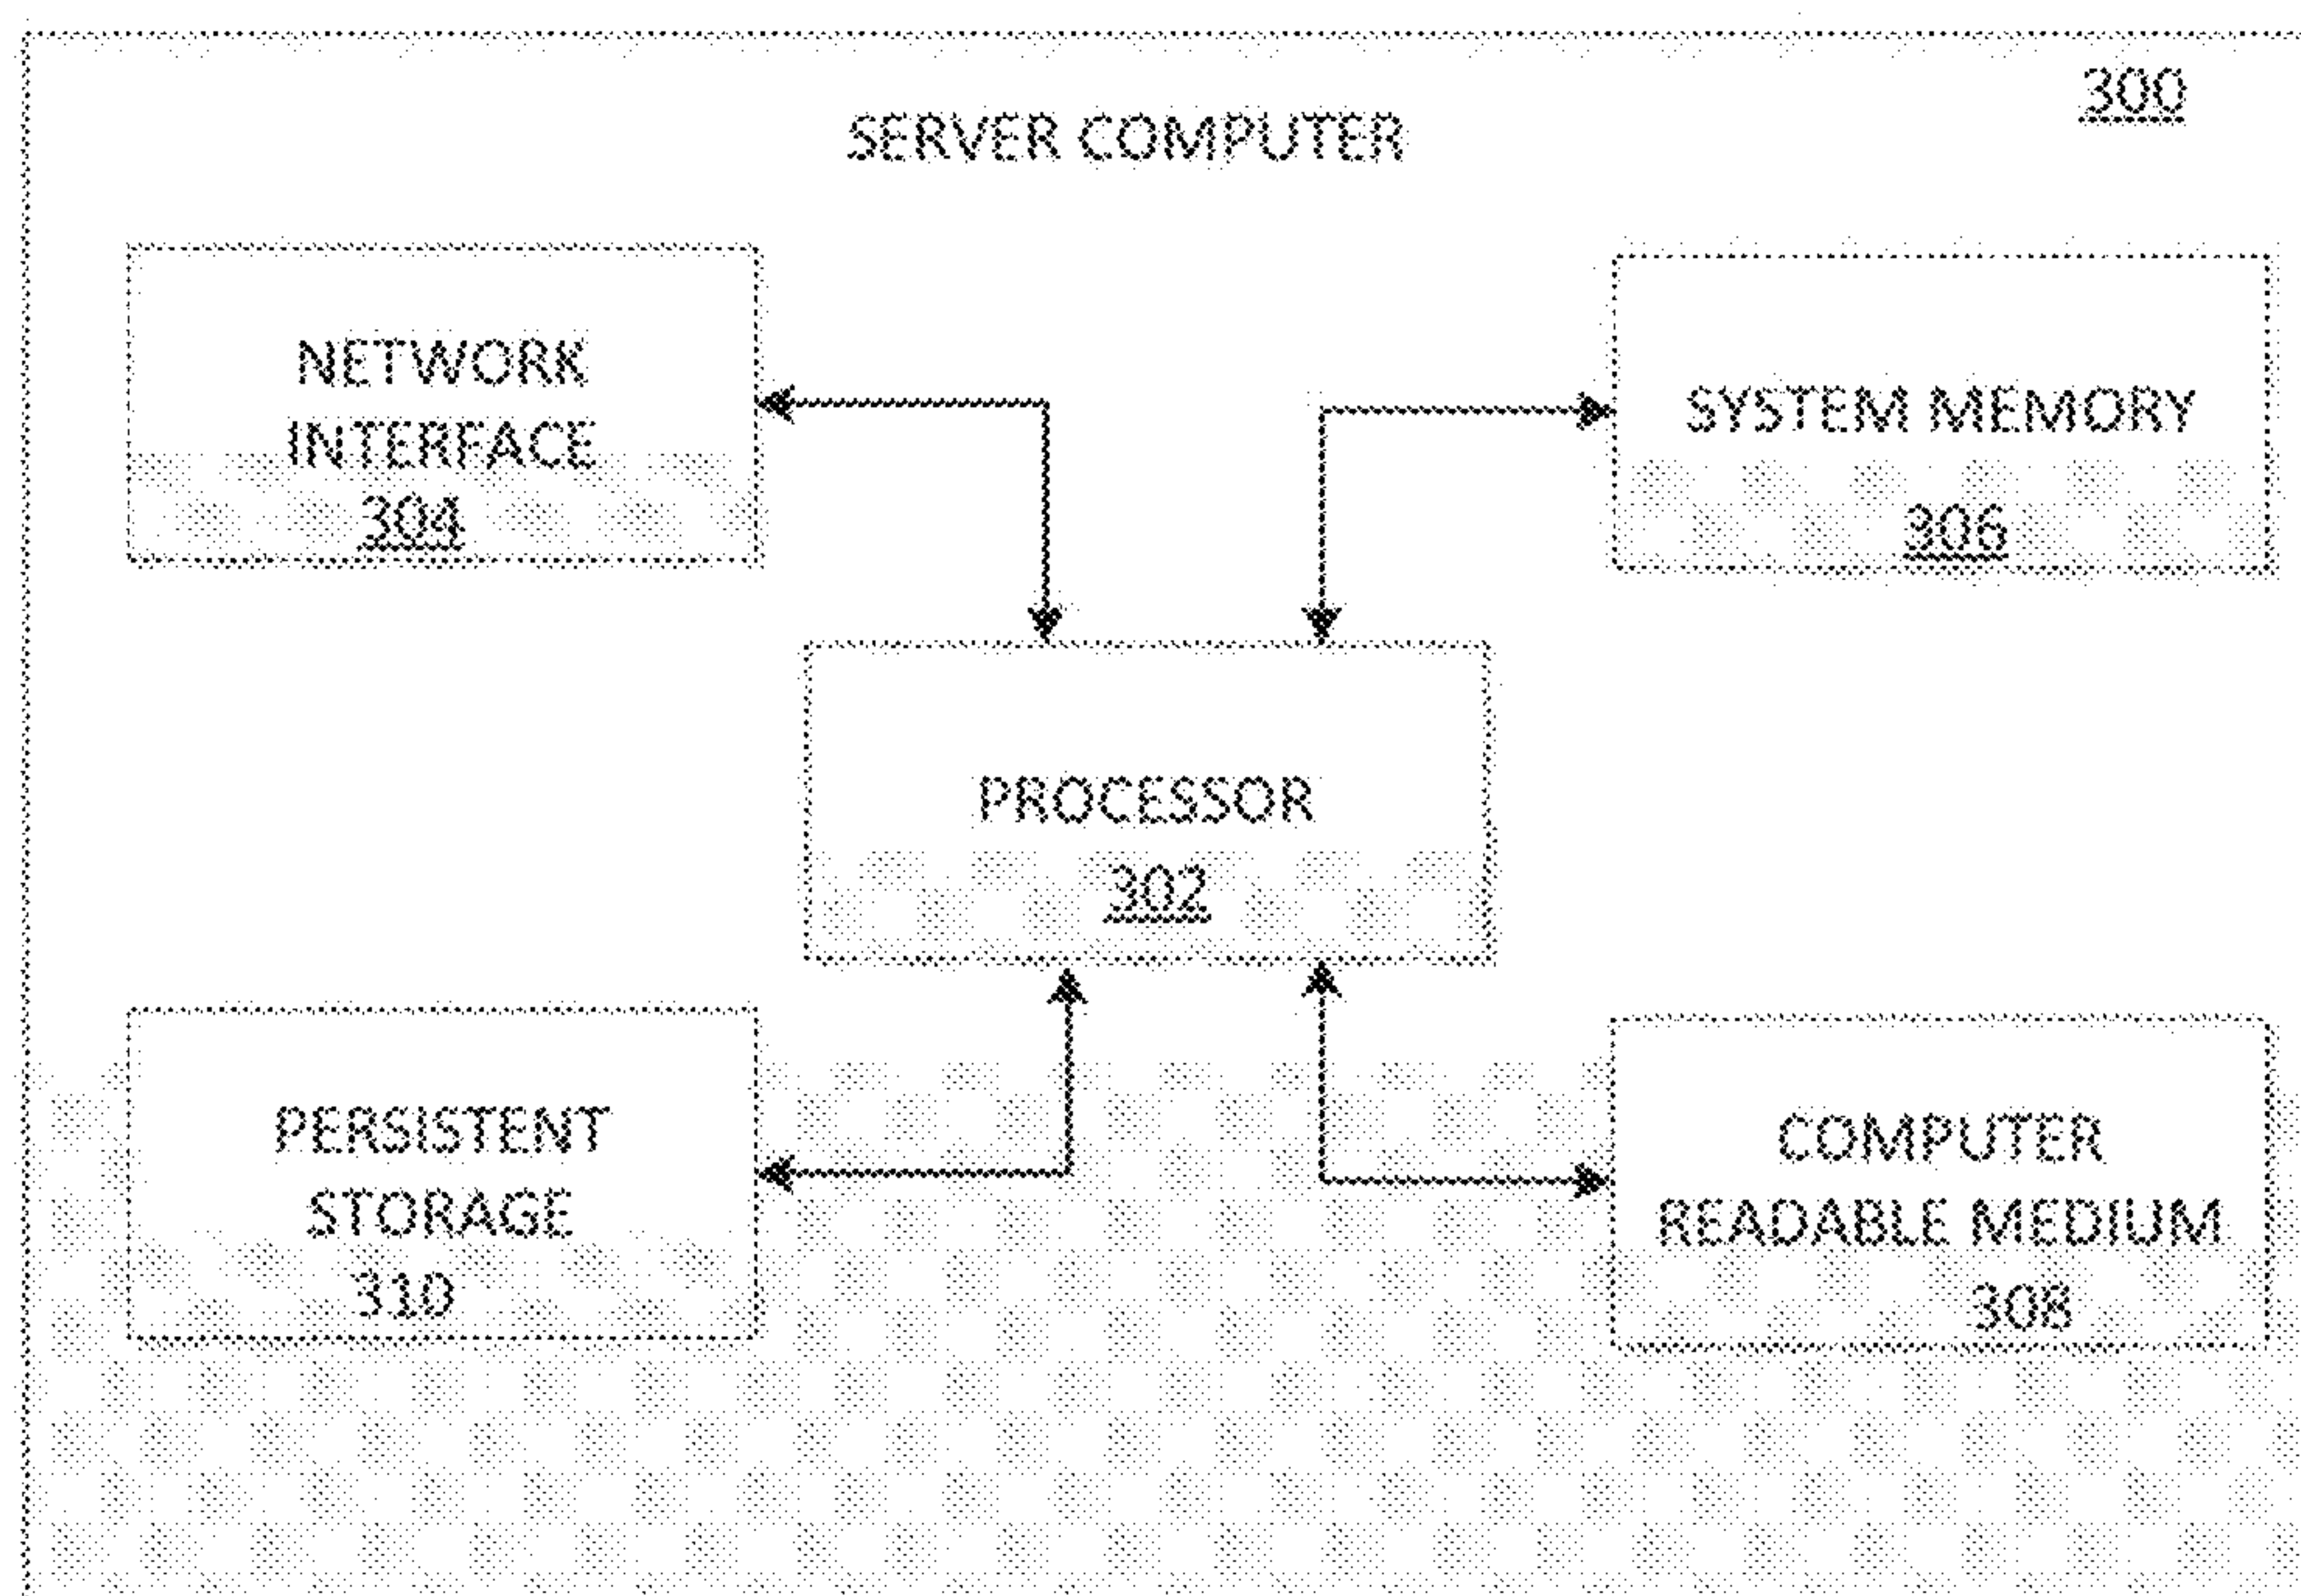 300
SERVER COMPUTER
NETWORK
INTERFACE
304
SYSTEM MEMORY
306
PROCESSOR
302
PERSISTENT
STORAGE
310
COMPUTER
READABLE MEDIUM
308